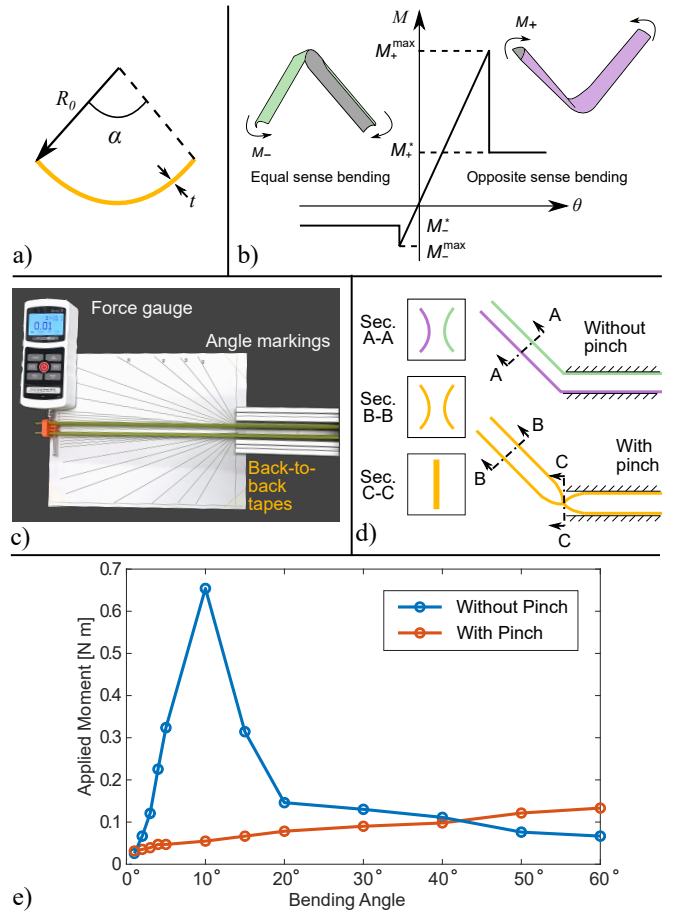 R₀
α
t
a)
M
M₊ᵐᵃˣ
M₊
M₋
M₊*
Equal sense bending
Opposite sense bending
θ
M₋*
M₋ᵐᵃˣ
b)
Force gauge
0.01
Angle markings
Back-to-
back
tapes
c)
Sec.
A-A
A
A
Without
pinch
Sec.
B-B
B
B
With
pinch
Sec.
C-C
C
C
d)
0.7
0.6
0.5
0.4
0.3
0.2
0.1
0
Applied Moment [N m]
Without Pinch
With Pinch
0° 10° 20° 30° 40° 50° 60°
Bending Angle
e)